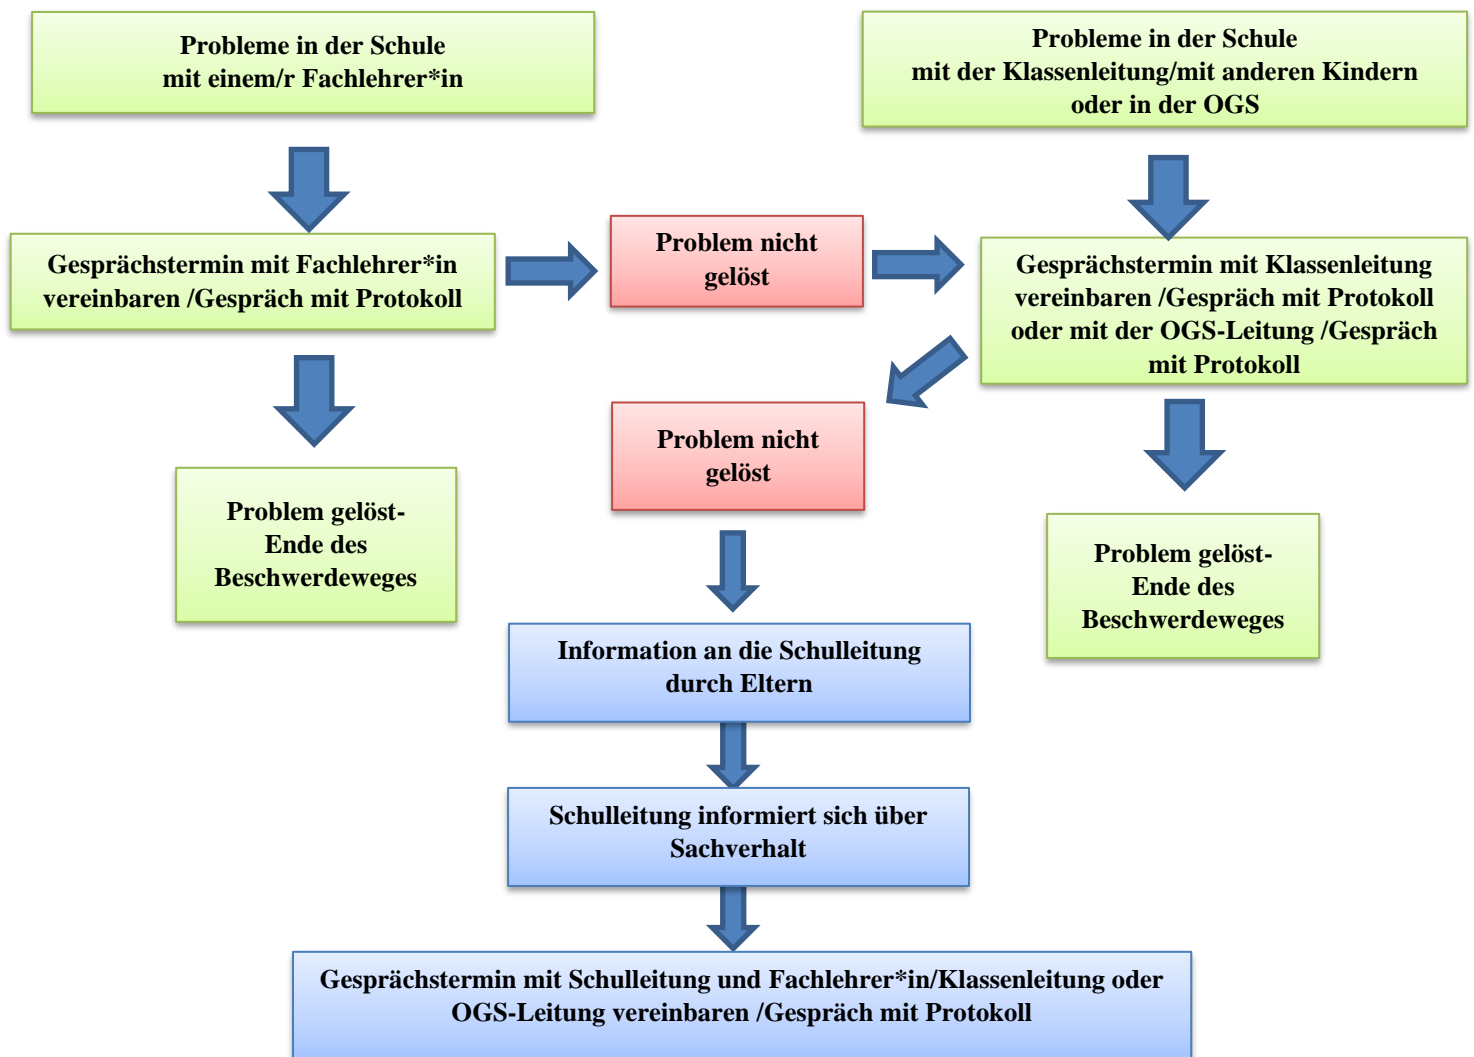 Probleme in der Schule
mit einem/r Fachlehrer*in
Probleme in der Schule
mit der Klassenleitung/mit anderen Kindern
oder in der OGS
Gesprächstermin mit Fachlehrer*in
vereinbaren /Gespräch mit Protokoll
Problem nicht
gelöst
Gesprächstermin mit Klassenleitung
vereinbaren /Gespräch mit Protokoll
oder mit der OGS-Leitung /Gespräch
mit Protokoll
Problem nicht
gelöst
Problem gelöst-
Ende des
Beschwerdeweges
Problem gelöst-
Ende des
Beschwerdeweges
Information an die Schulleitung
durch Eltern
Schulleitung informiert sich über
Sachverhalt
Gesprächstermin mit Schulleitung und Fachlehrer*in/Klassenleitung oder
OGS-Leitung vereinbaren /Gespräch mit Protokoll